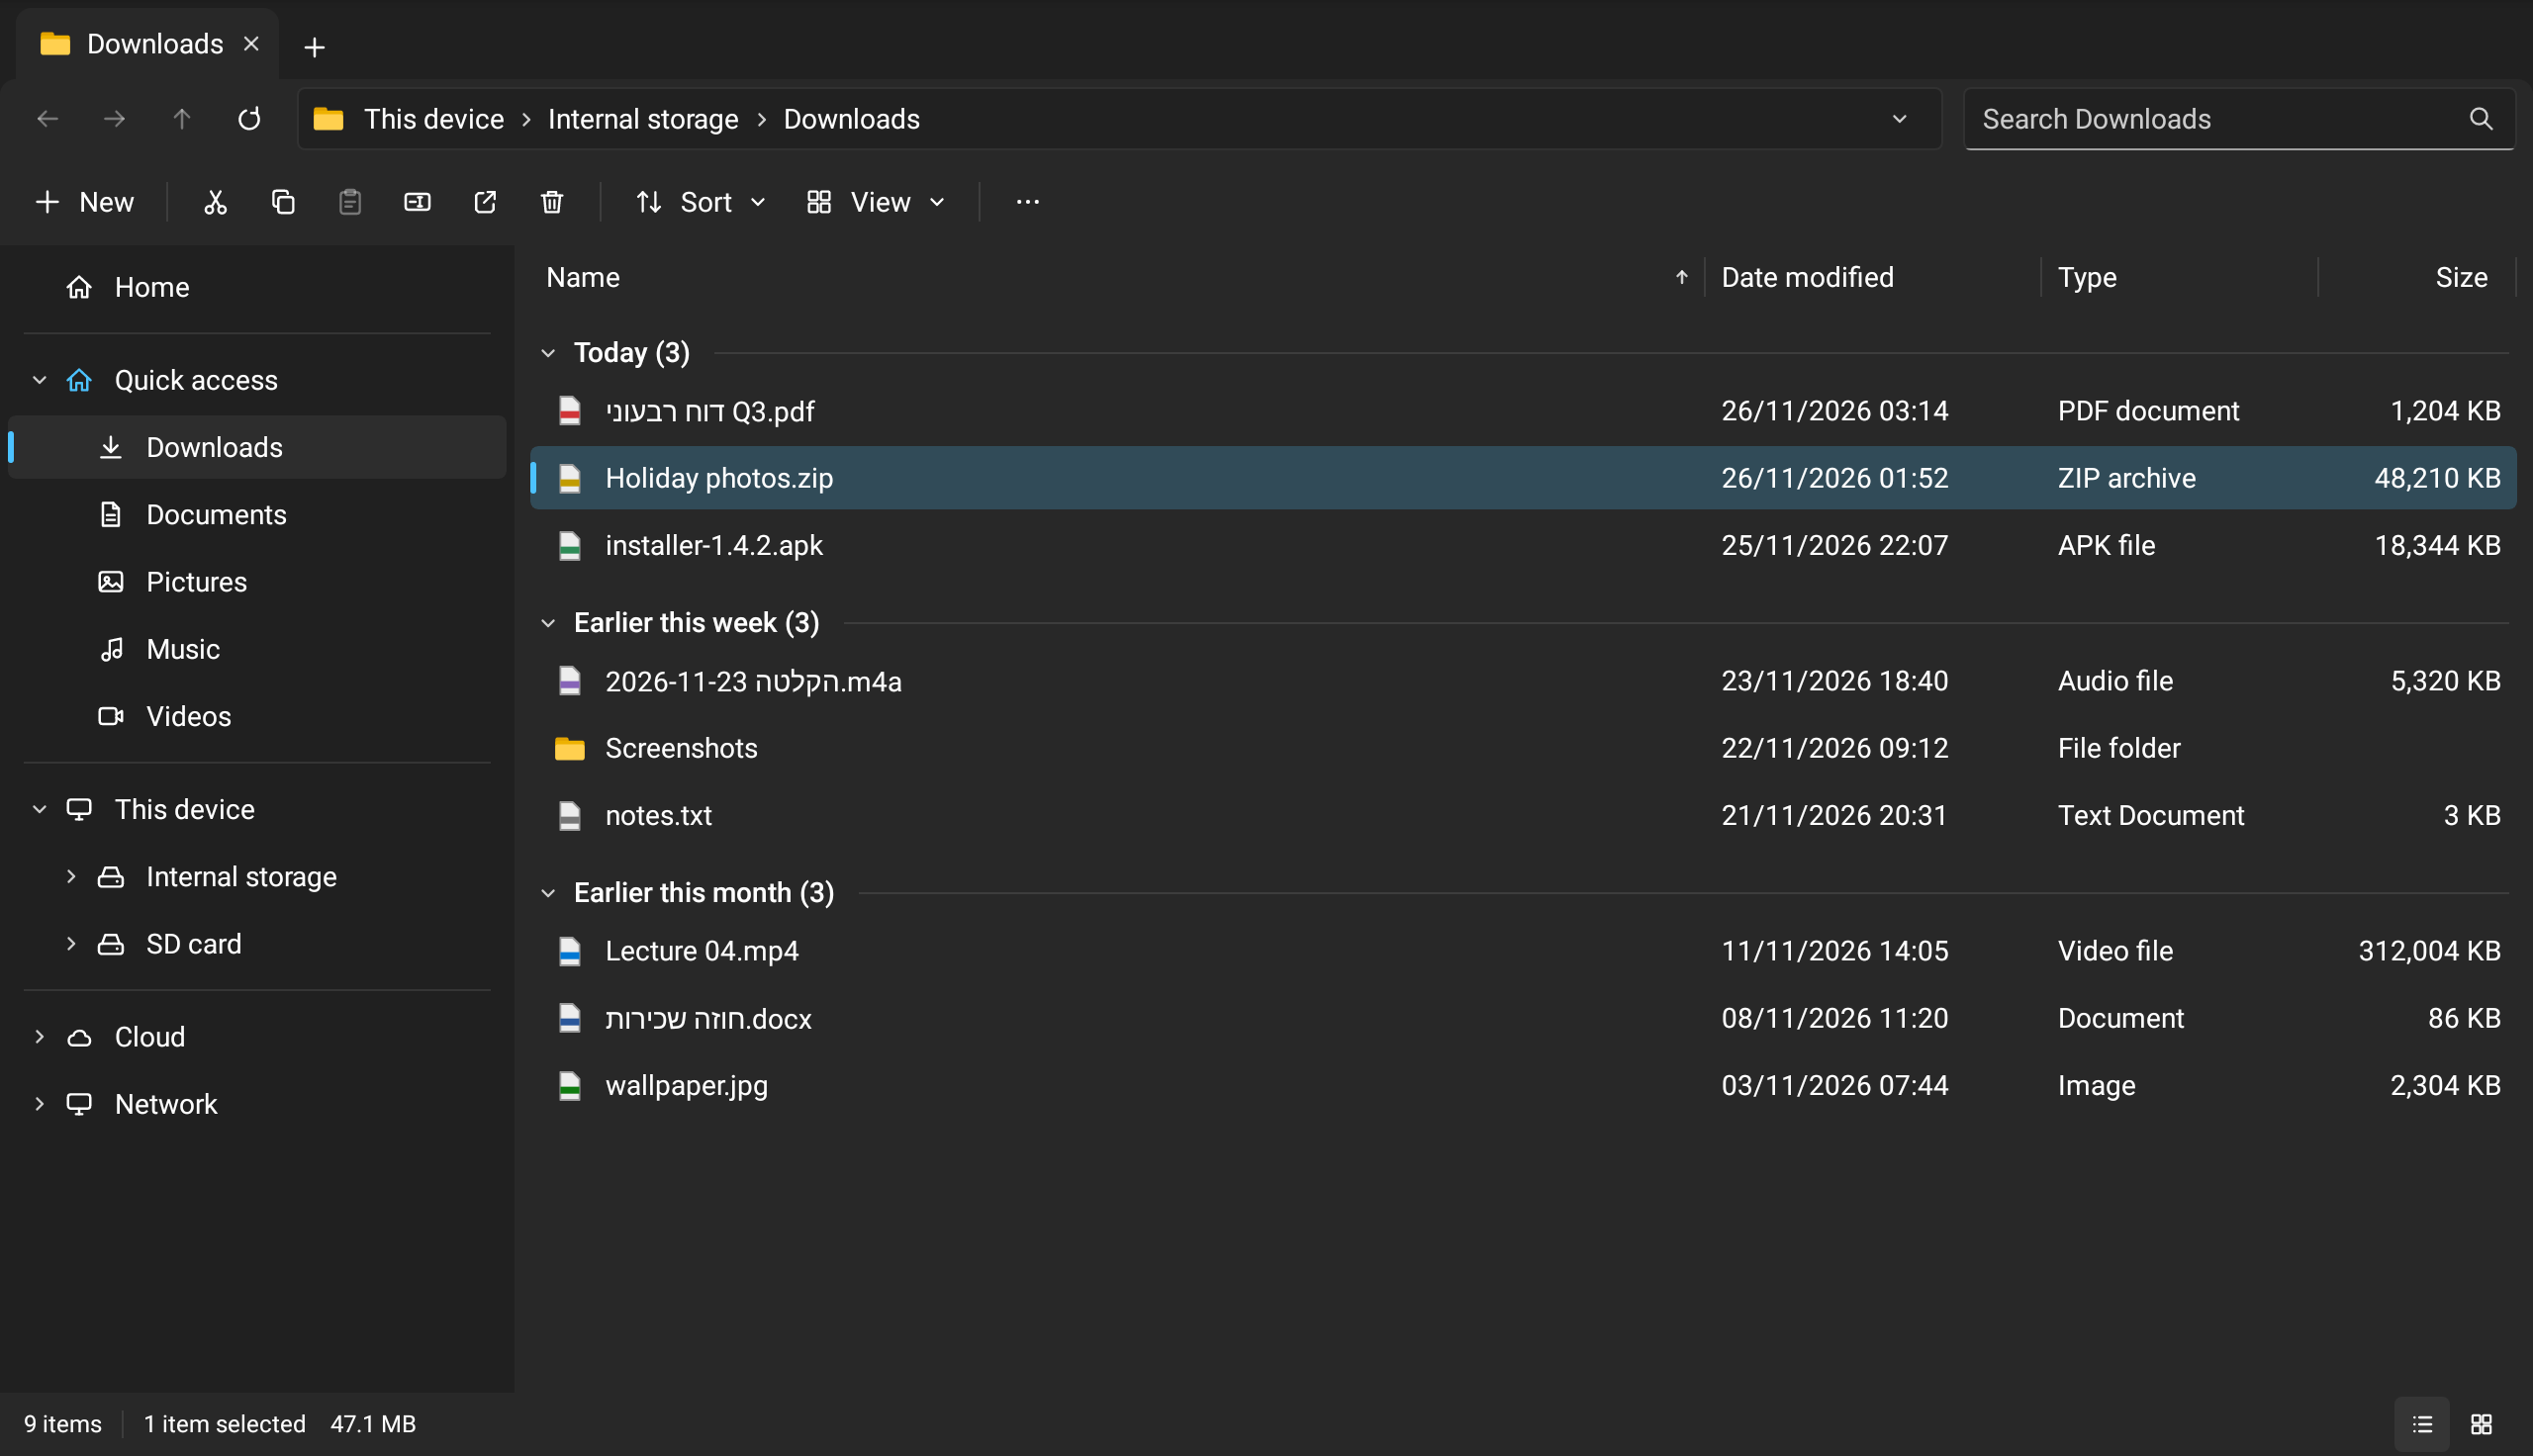 Downloads
This device › Internal storage › Downloads
Search Downloads
New
Sort
View
Home
Quick access
Downloads
Documents
Pictures
Music
Videos
This device
Internal storage
SD card
Cloud
Network
Name Date modified Type Size
Today (3)
דוח רבעוני Q3.pdf 26/11/2026 03:14 PDF document 1,204 KB
Holiday photos.zip 26/11/2026 01:52 ZIP archive 48,210 KB
installer-1.4.2.apk 25/11/2026 22:07 APK file 18,344 KB
Earlier this week (3)
הקלטה 2026-11-23.m4a 23/11/2026 18:40 Audio file 5,320 KB
Screenshots 22/11/2026 09:12 File folder
notes.txt 21/11/2026 20:31 Text Document 3 KB
Earlier this month (3)
Lecture 04.mp4 11/11/2026 14:05 Video file 312,004 KB
חוזה שכירות.docx 08/11/2026 11:20 Document 86 KB
wallpaper.jpg 03/11/2026 07:44 Image 2,304 KB
9 items 1 item selected 47.1 MB